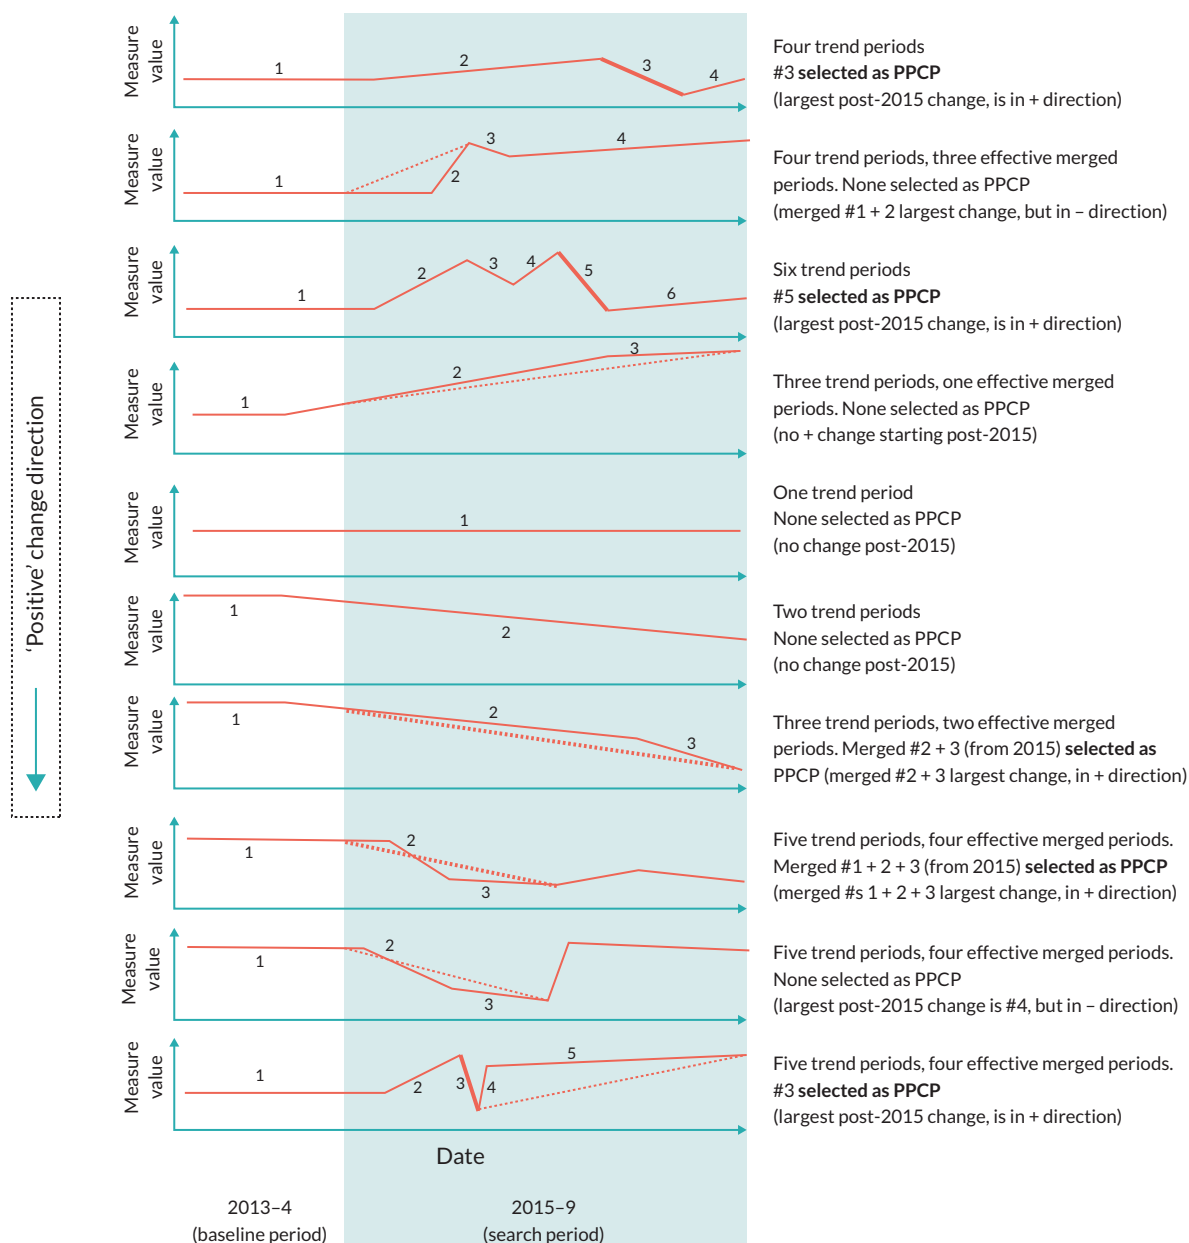 Measure
value
1
2
3
4
Four trend periods
#3 selected as PPCP
(largest post-2015 change, is in + direction)
Measure
value
1
2
3
4
Four trend periods, three effective merged
periods. None selected as PPCP
(merged #1 + 2 largest change, but in – direction)
Measure
value
1
2
3
4
5
6
Six trend periods
#5 selected as PPCP
(largest post-2015 change, is in + direction)
'Positive' change direction
Measure
value
1
2
3
Three trend periods, one effective merged
periods. None selected as PPCP
(no + change starting post-2015)
Measure
value
1
One trend period
None selected as PPCP
(no change post-2015)
Measure
value
1
2
Two trend periods
None selected as PPCP
(no change post-2015)
Measure
value
1
2
3
Three trend periods, two effective merged
periods. Merged #2 + 3 (from 2015) selected as
PPCP (merged #2 + 3 largest change, in + direction)
Measure
value
1
2
3
Five trend periods, four effective merged periods.
Merged #1 + 2 + 3 (from 2015) selected as PPCP
(merged #s 1 + 2 + 3 largest change, in + direction)
Measure
value
1
2
3
Five trend periods, four effective merged periods.
None selected as PPCP
(largest post-2015 change is #4, but in – direction)
Measure
value
1
2
3
4
5
Five trend periods, four effective merged periods.
#3 selected as PPCP
(largest post-2015 change, is in + direction)
Date
2013–4
(baseline period)
2015–9
(search period)